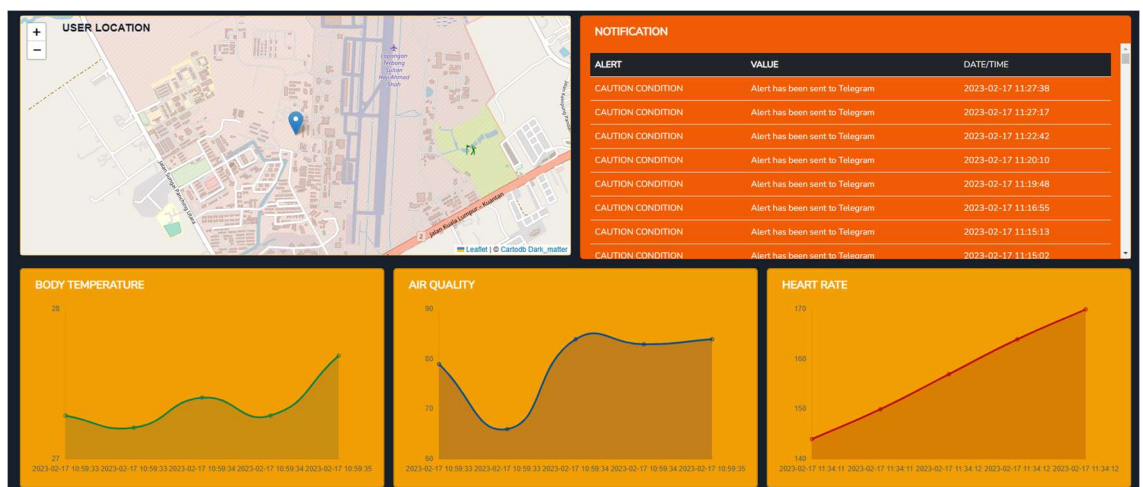 +
−
USER LOCATION
Lapangan
Terbang
Sultan
Haji Ahmad
Shah
Jalan Sungai Panching Utara
Jalan Kuala Lumpur - Kuantan
2
Leaflet | © Cartodb Dark_matter
NOTIFICATION
ALERT VALUE DATE/TIME
CAUTION CONDITION Alert has been sent to Telegram 2023-02-17 11:27:38
CAUTION CONDITION Alert has been sent to Telegram 2023-02-17 11:27:17
CAUTION CONDITION Alert has been sent to Telegram 2023-02-17 11:22:42
CAUTION CONDITION Alert has been sent to Telegram 2023-02-17 11:20:10
CAUTION CONDITION Alert has been sent to Telegram 2023-02-17 11:19:48
CAUTION CONDITION Alert has been sent to Telegram 2023-02-17 11:16:55
CAUTION CONDITION Alert has been sent to Telegram 2023-02-17 11:15:13
CAUTION CONDITION Alert has been sent to Telegram 2023-02-17 11:15:02
BODY TEMPERATURE
28
27
2023-02-17 10:59:33 2023-02-17 10:59:33 2023-02-17 10:59:34 2023-02-17 10:59:34 2023-02-17 10:59:35
AIR QUALITY
90
80
70
60
2023-02-17 10:59:33 2023-02-17 10:59:33 2023-02-17 10:59:34 2023-02-17 10:59:34 2023-02-17 10:59:35
HEART RATE
170
160
150
140
2023-02-17 11:34:11 2023-02-17 11:34:11 2023-02-17 11:34:12 2023-02-17 11:34:12 2023-02-17 11:34:12